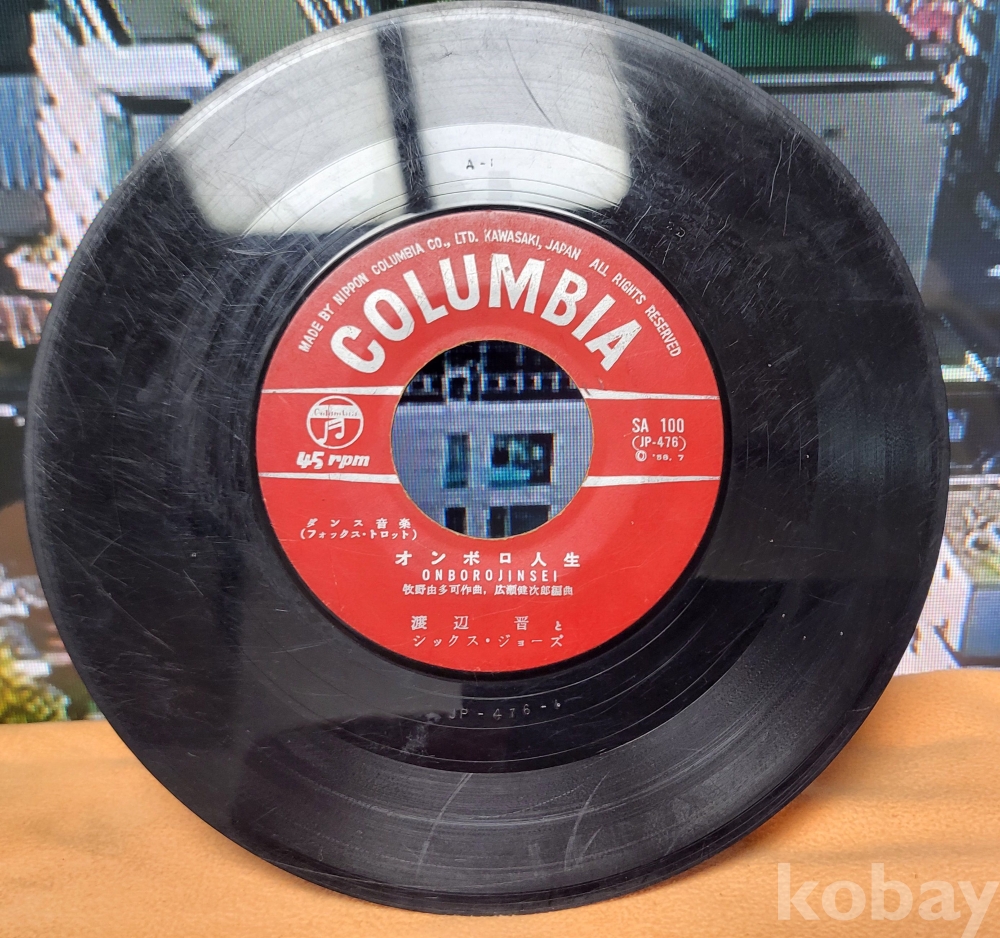 A-1
MADE BY NIPPON COLUMBIA CO., LTD. KAWASAKI, JAPAN ALL RIGHTS RESERVED
COLUMBIA
Columbia
45 rpm
SA 100
(JP-476)
Ⓒ '58. 7
ダンス音楽
(フォックス・トロット)
オンボロ人生
ONBOROJINSEI
牧野由多可作曲, 広瀬健次郎編曲
渡辺 晋と
シックス・ジョーズ
JP-476-
kobay